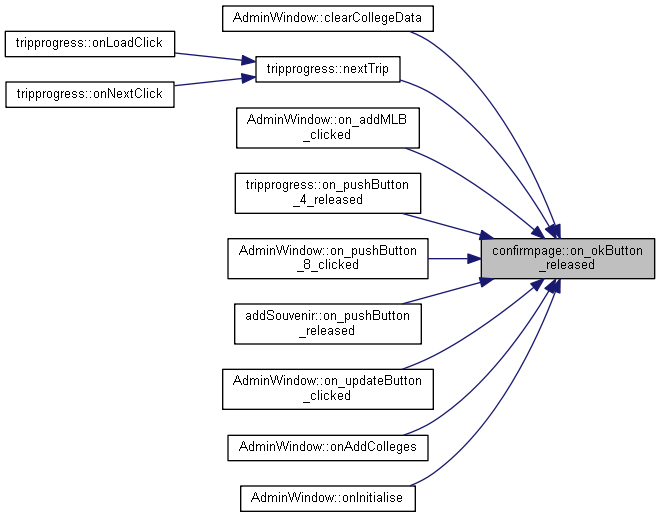 AdminWindow::clearCollegeData
tripprogress::onLoadClick
tripprogress::nextTrip
tripprogress::onNextClick
AdminWindow::on_addMLB
_clicked
tripprogress::on_pushButton
_4_released
AdminWindow::on_pushButton
_8_clicked
confirmpage::on_okButton
_released
addSouvenir::on_pushButton
_released
AdminWindow::on_updateButton
_clicked
AdminWindow::onAddColleges
AdminWindow::onInitialise